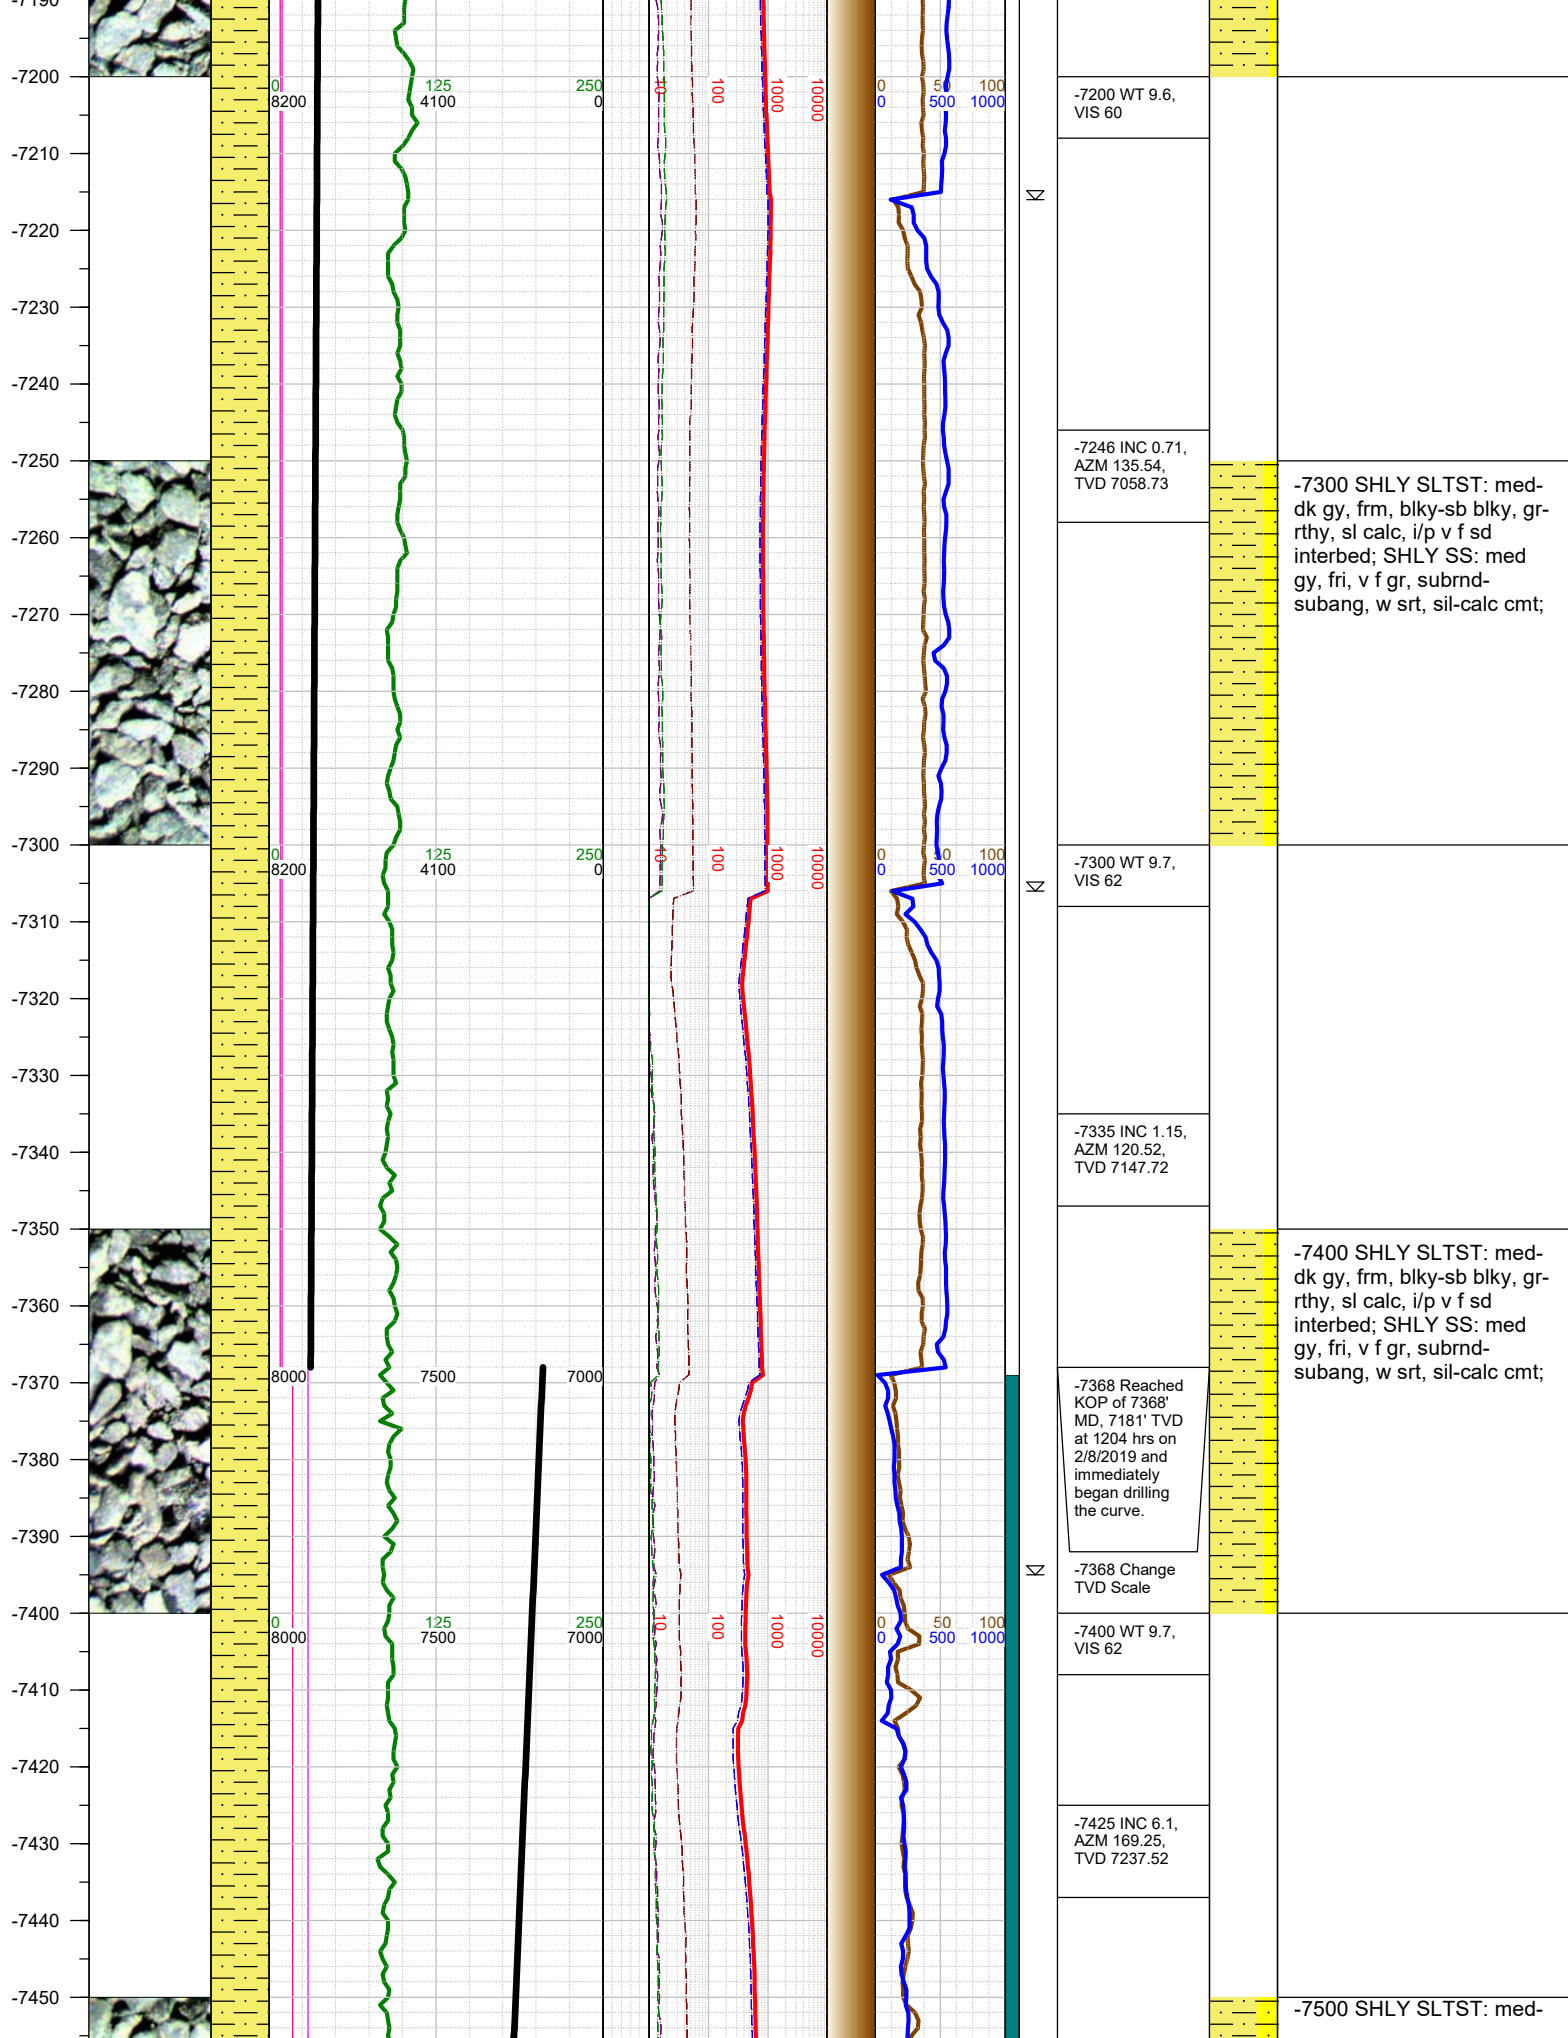 -7190
-7200
0 125 250
8200 4100 0
10 100 1000 10000
0 50 100
0 500 1000
-7200 WT 9.6,
VIS 60
-7210
-7220
-7230
-7240
-7246 INC 0.71,
AZM 135.54,
TVD 7058.73
-7250
-7300 SHLY SLTST: med-
dk gy, frm, blky-sb blky, gr-
rthy, sl calc, i/p v f sd
interbed; SHLY SS: med
gy, fri, v f gr, subrnd-
subang, w srt, sil-calc cmt;
-7260
-7270
-7280
-7290
-7300
0 125 250
8200 4100 0
10 100 1000 10000
0 50 100
0 500 1000
-7300 WT 9.7,
VIS 62
-7310
-7320
-7330
-7335 INC 1.15,
AZM 120.52,
TVD 7147.72
-7340
-7350
-7400 SHLY SLTST: med-
dk gy, frm, blky-sb blky, gr-
rthy, sl calc, i/p v f sd
interbed; SHLY SS: med
gy, fri, v f gr, subrnd-
subang, w srt, sil-calc cmt;
-7360
-7370
8000 7500 7000
-7368 Reached
KOP of 7368'
MD, 7181' TVD
at 1204 hrs on
2/8/2019 and
immediately
began drilling
the curve.
-7380
-7390
-7368 Change
TVD Scale
-7400
0 125 250
8000 7500 7000
10 100 1000 10000
0 50 100
0 500 1000
-7400 WT 9.7,
VIS 62
-7410
-7420
-7425 INC 6.1,
AZM 169.25,
TVD 7237.52
-7430
-7440
-7450
-7500 SHLY SLTST: med-